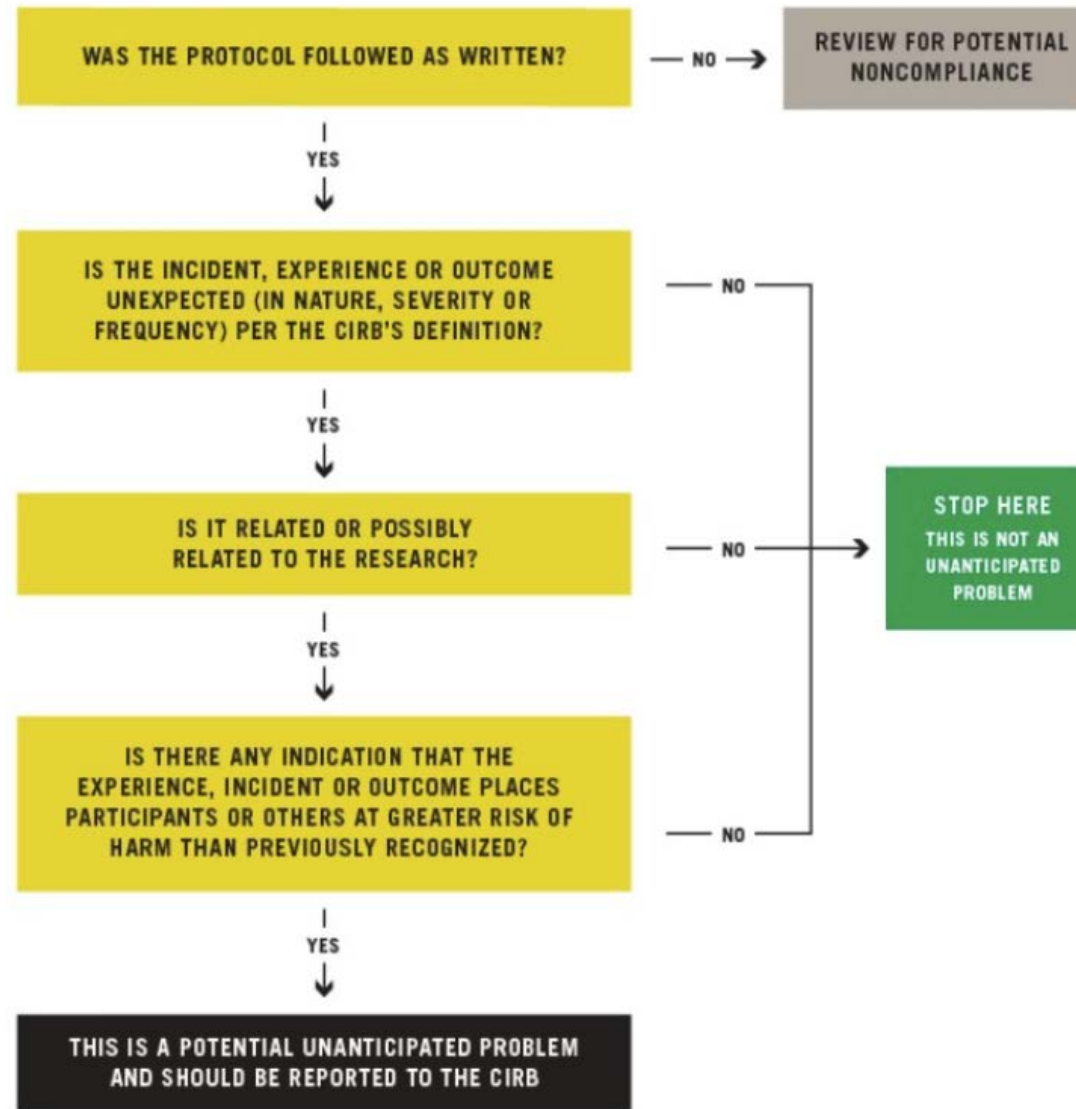 WAS THE PROTOCOL FOLLOWED AS WRITTEN?
NO
REVIEW FOR POTENTIAL
NONCOMPLIANCE
YES
IS THE INCIDENT, EXPERIENCE OR OUTCOME
UNEXPECTED (IN NATURE, SEVERITY OR
FREQUENCY) PER THE CIRB'S DEFINITION?
NO
YES
IS IT RELATED OR POSSIBLY
RELATED TO THE RESEARCH?
NO
STOP HERE
THIS IS NOT AN
UNANTICIPATED
PROBLEM
YES
IS THERE ANY INDICATION THAT THE
EXPERIENCE, INCIDENT OR OUTCOME PLACES
PARTICIPANTS OR OTHERS AT GREATER RISK OF
HARM THAN PREVIOUSLY RECOGNIZED?
NO
YES
THIS IS A POTENTIAL UNANTICIPATED PROBLEM
AND SHOULD BE REPORTED TO THE CIRB